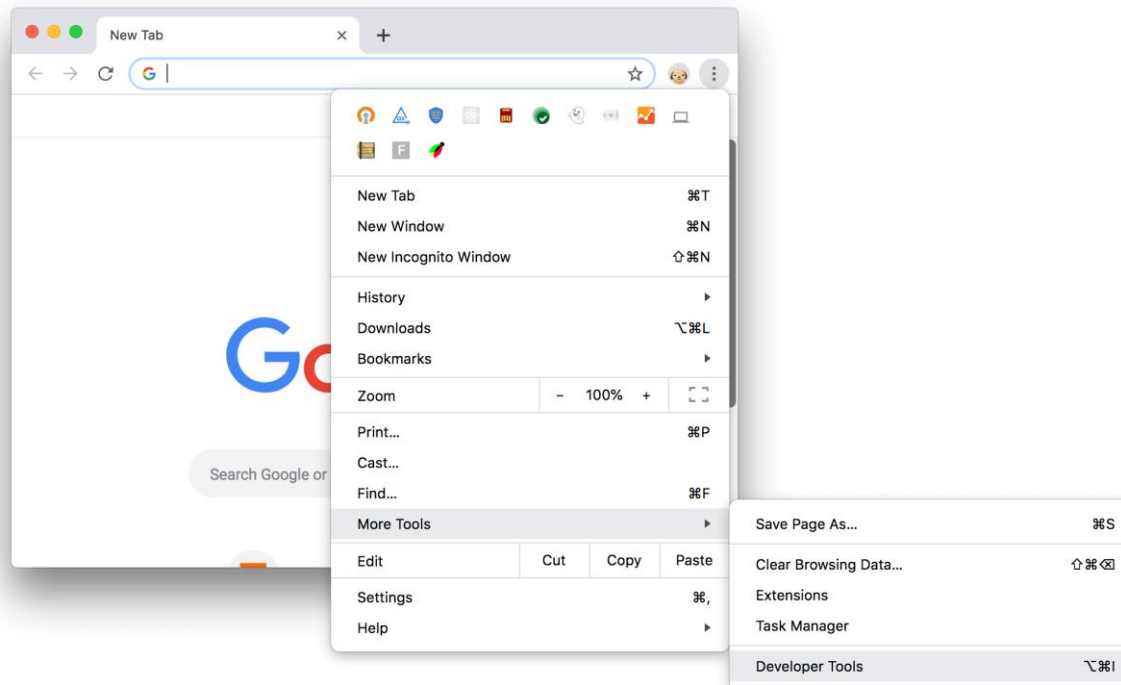 New Tab
New Tab ⌘T
New Window ⌘N
New Incognito Window ⇧⌘N
History
Downloads ⌥⌘L
Bookmarks
Zoom - 100% +
Print... ⌘P
Cast...
Search Google or
Find... ⌘F
More Tools
Edit Cut Copy Paste
Settings ⌘,
Help
Save Page As... ⌘S
Clear Browsing Data... ⇧⌘⌫
Extensions
Task Manager
Developer Tools ⌥⌘I